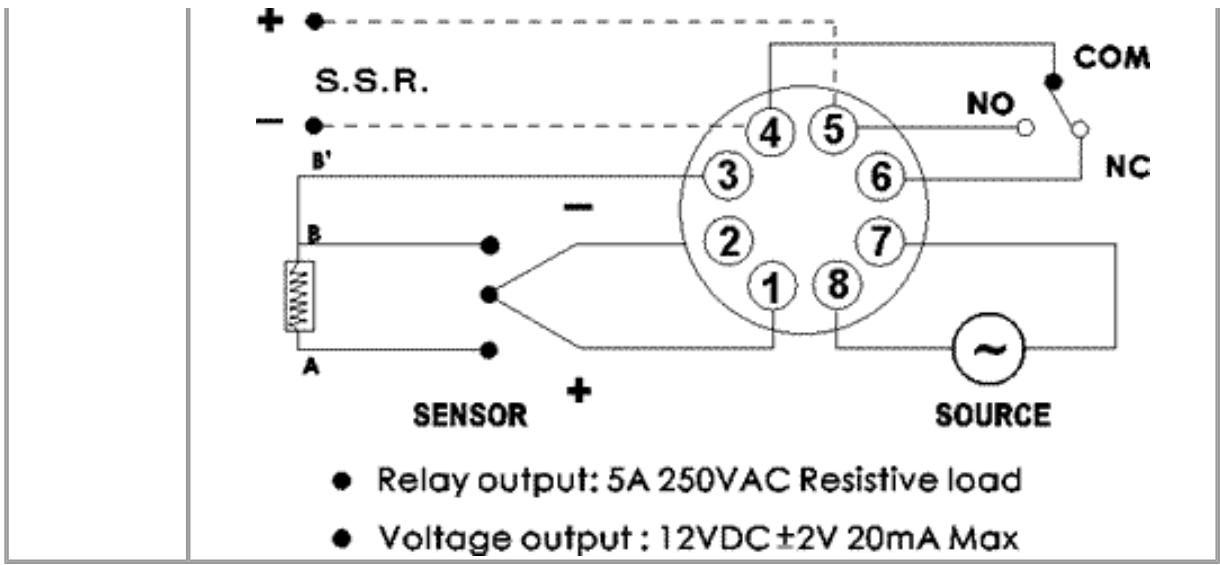 +
S.S.R.
COM
NO
4 5
−
B'
3 6
NC
−
B
2 7
1 8
~
A
+
SENSOR
SOURCE
● Relay output: 5A 250VAC Resistive load
● Voltage output : 12VDC±2V 20mA Max